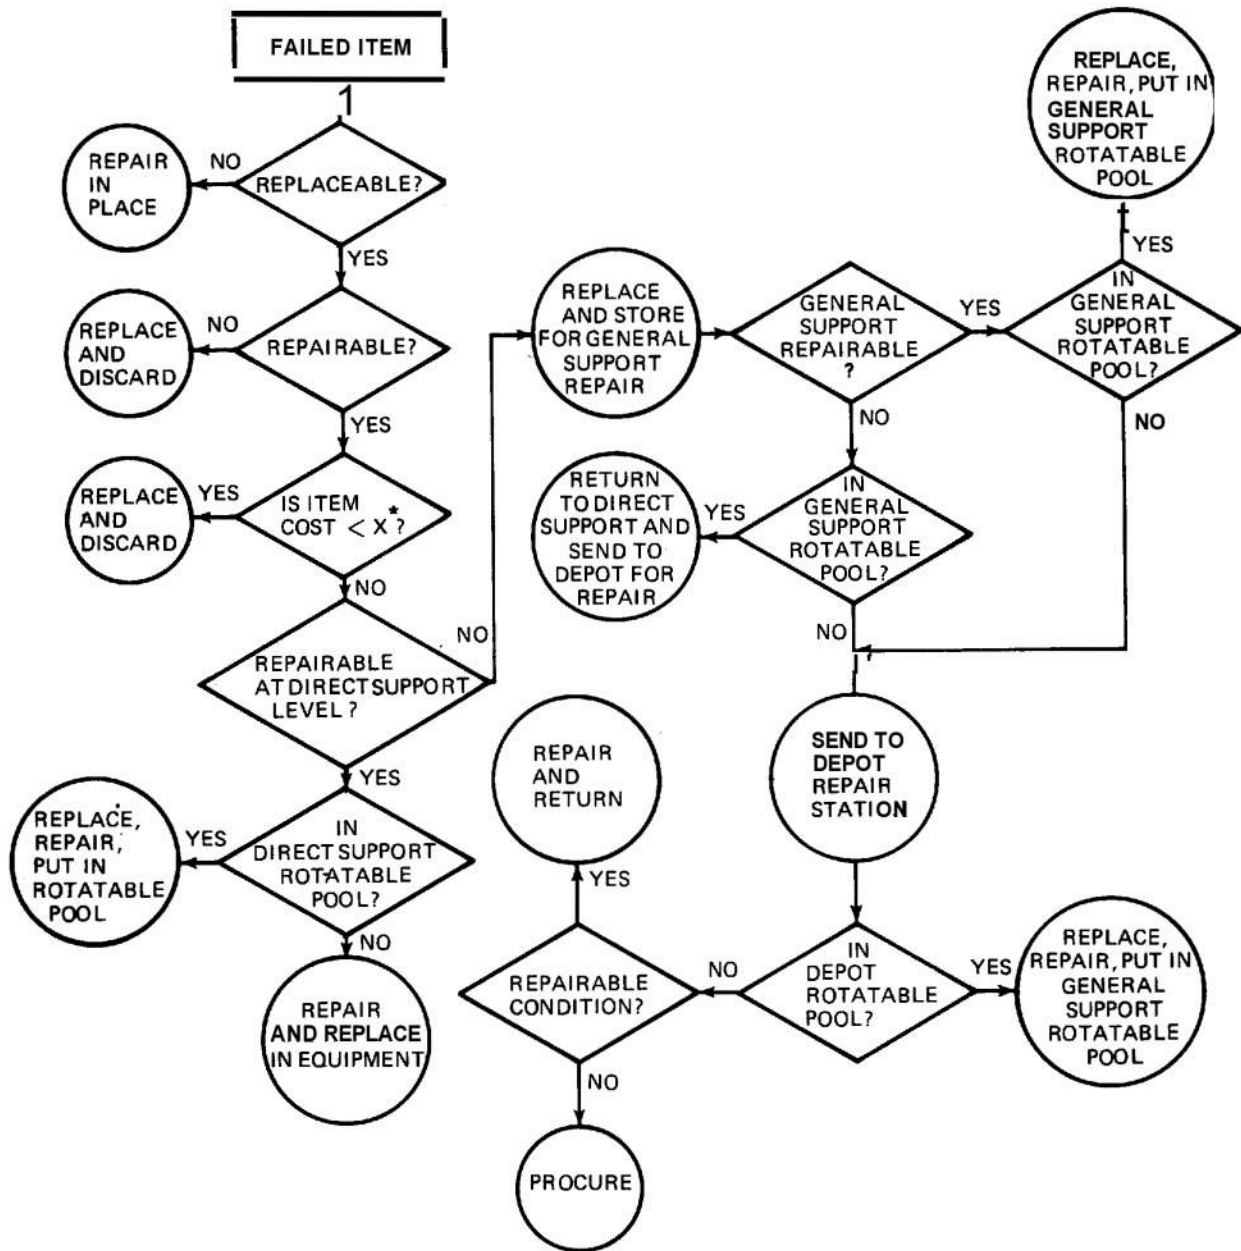 FAILED ITEM
REPLACEABLE?
NO
REPAIR
IN
PLACE
YES
REPAIRABLE?
NO
REPLACE
AND
DISCARD
YES
IS ITEM
COST < X*?
YES
REPLACE
AND
DISCARD
NO
REPAIRABLE
AT DIRECT SUPPORT
LEVEL?
NO
YES
IN
DIRECT SUPPORT
ROTATABLE
POOL?
YES
REPLACE,
REPAIR,
PUT IN
ROTATABLE
POOL
NO
REPAIR
AND REPLACE
IN EQUIPMENT
REPLACE
AND STORE
FOR GENERAL
SUPPORT
REPAIR
GENERAL
SUPPORT
REPAIRABLE
?
YES
IN
GENERAL
SUPPORT
ROTATABLE
POOL?
YES
REPLACE,
REPAIR, PUT IN
GENERAL
SUPPORT
ROTATABLE
POOL
NO
NO
IN
GENERAL
SUPPORT
ROTATABLE
POOL?
YES
RETURN
TO DIRECT
SUPPORT AND
SEND TO
DEPOT FOR
REPAIR
NO
SEND TO
DEPOT
REPAIR
STATION
IN
DEPOT
ROTATABLE
POOL?
YES
REPLACE,
REPAIR, PUT IN
GENERAL
SUPPORT
ROTATABLE
POOL
NO
REPAIRABLE
CONDITION?
YES
REPAIR
AND
RETURN
NO
PROCURE